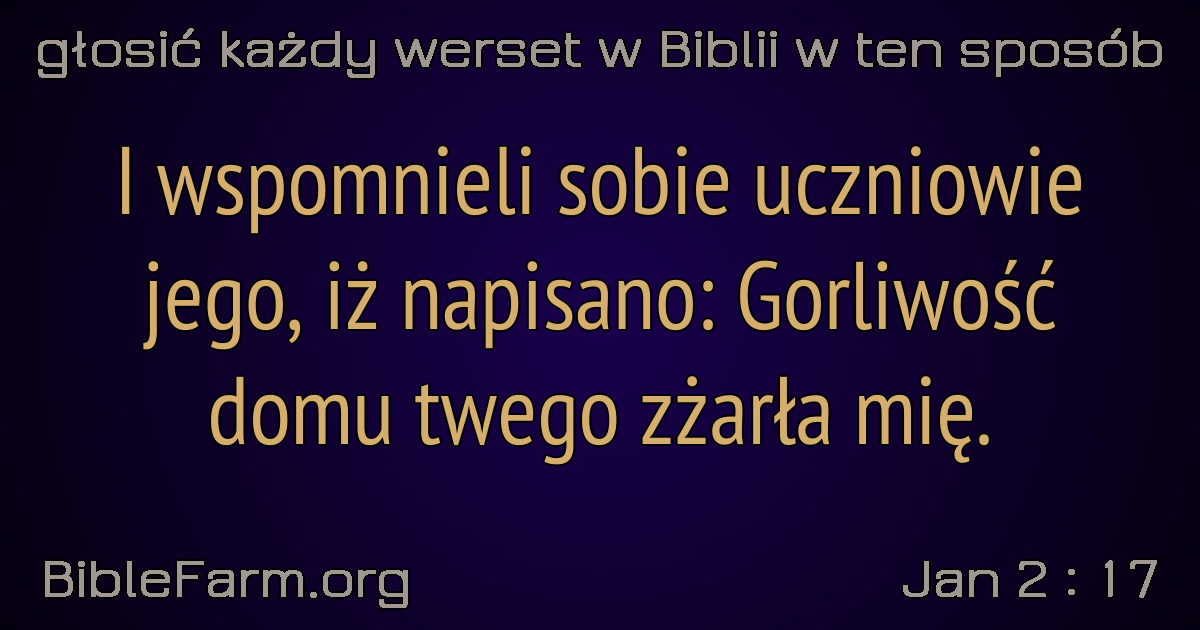 głosić każdy werset w Biblii w ten sposób
I wspomnieli sobie uczniowie
jego, iż napisano: Gorliwość
domu twego zżarła mię.
BibleFarm.org
Jan 2 : 17